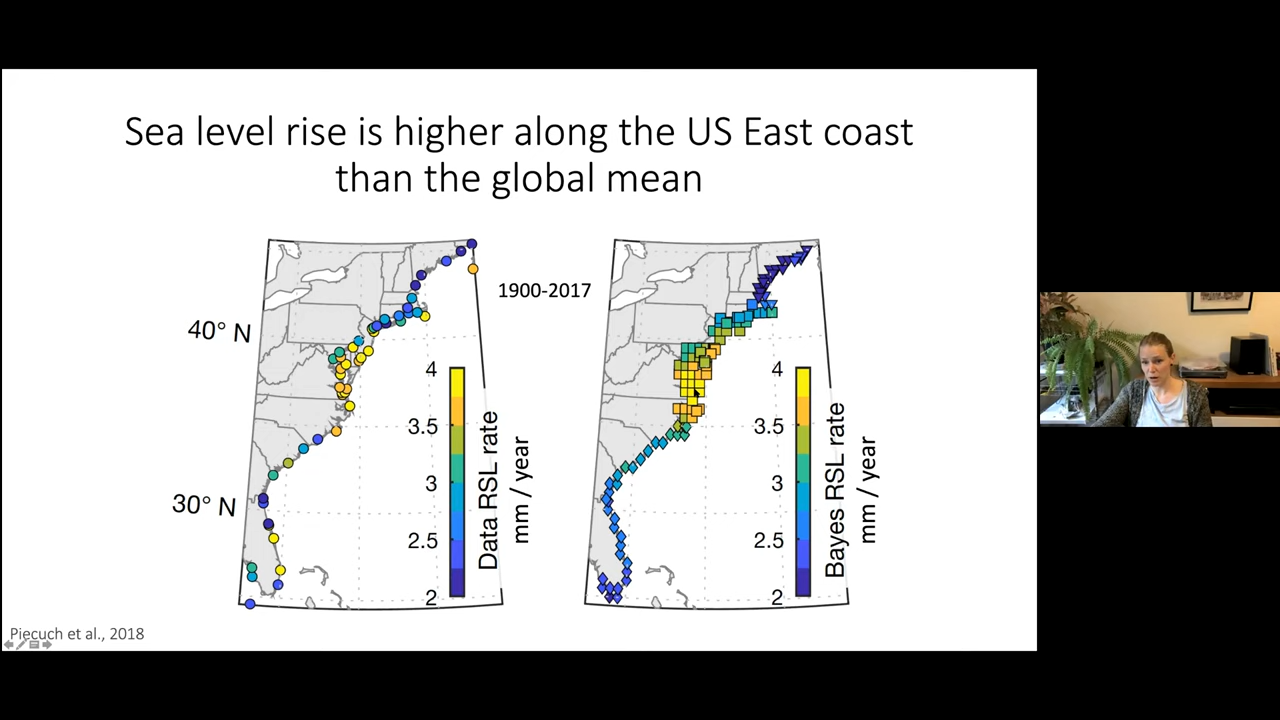 Sea level rise is higher along the US East coast
than the global mean
1900-2017
40° N
30° N
4
3.5
3
2.5
2
Data RSL rate
mm / year
4
3.5
3
2.5
2
Bayes RSL rate
mm / year
Piecuch et al., 2018